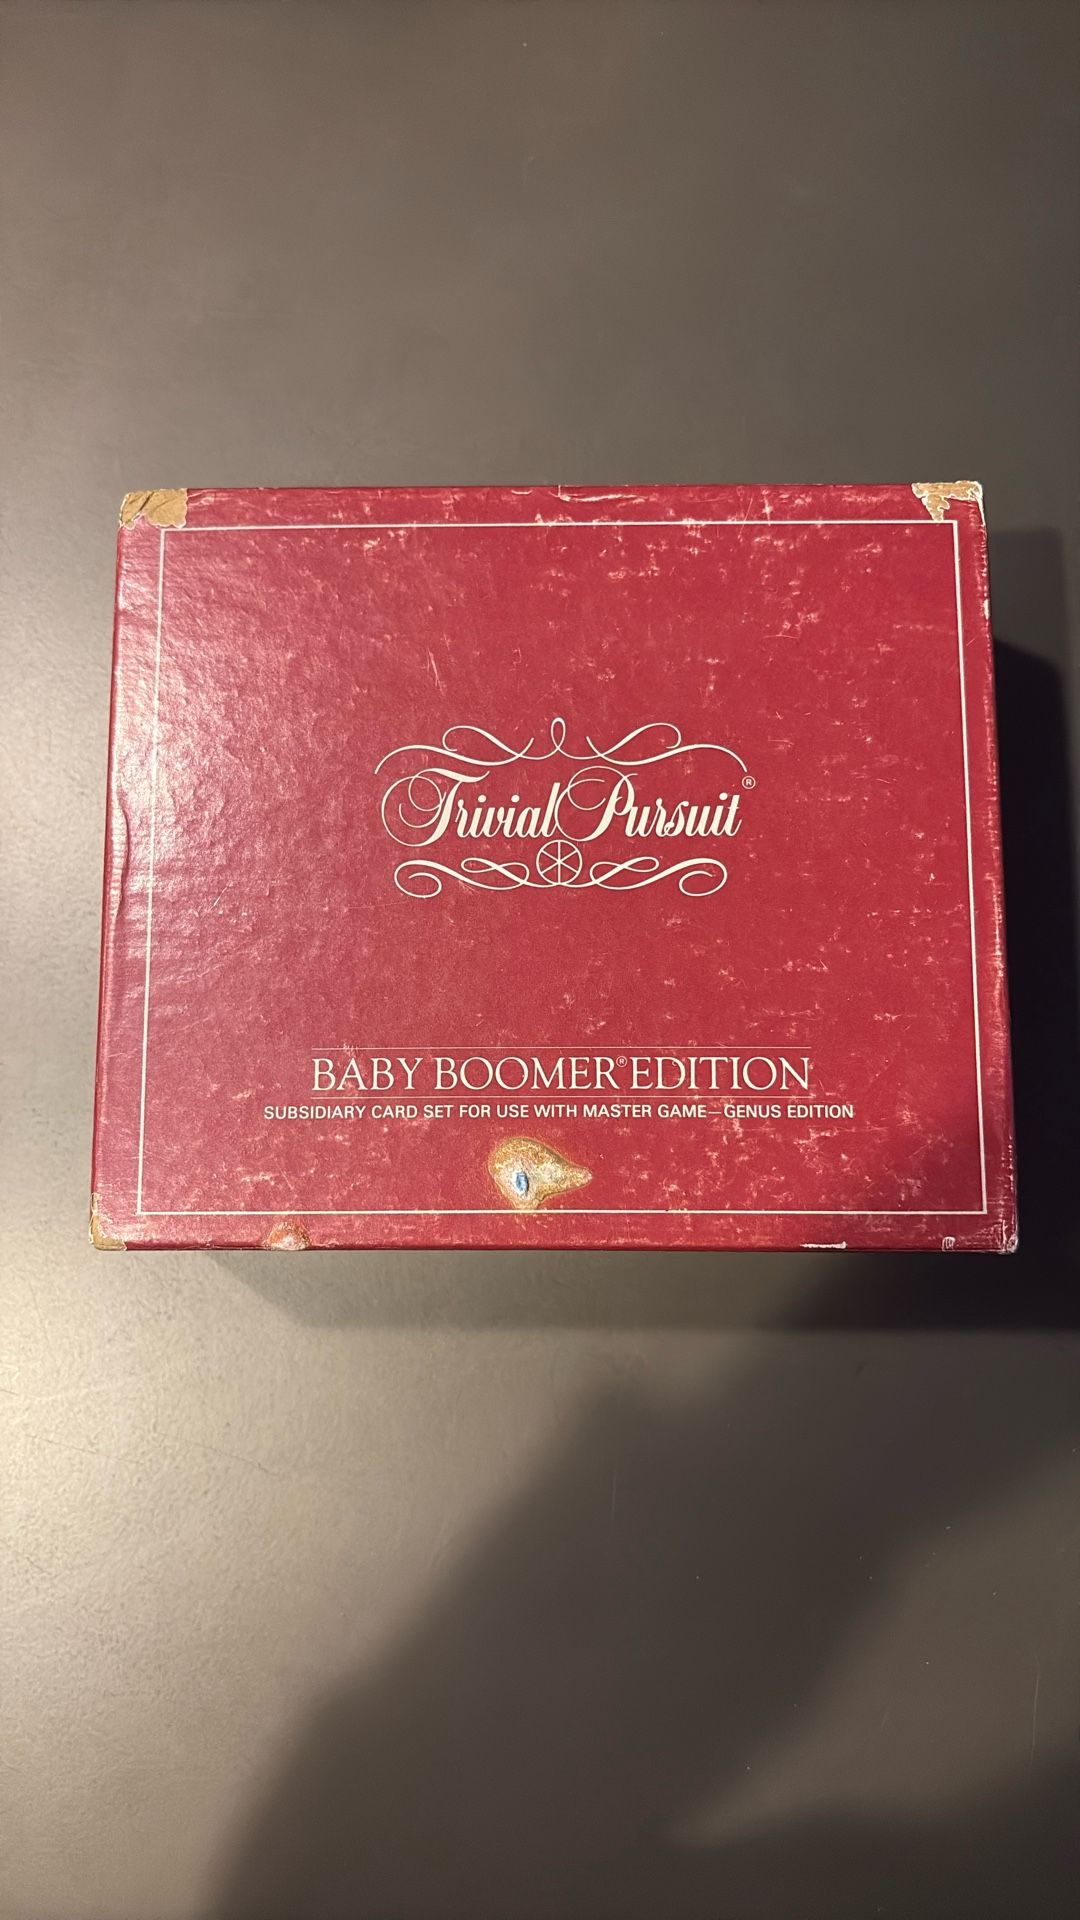 Trivial Pursuit®
BABY BOOMER® EDITION
SUBSIDIARY CARD SET FOR USE WITH MASTER GAME—GENUS EDITION